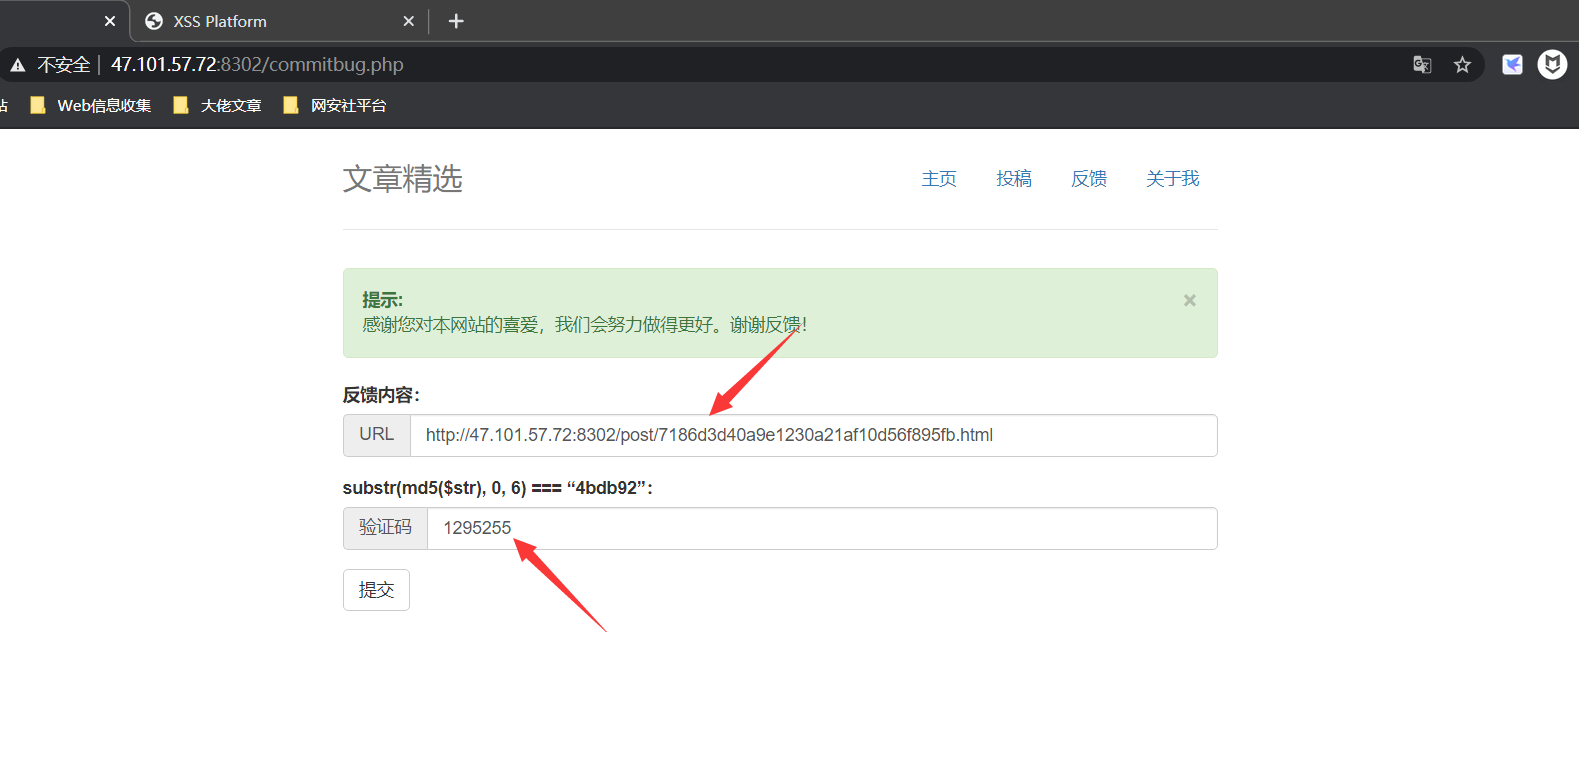 XSS Platform
不安全 47.101.57.72:8302/commitbug.php
站 Web信息收集 大佬文章 网安社平台
文章精选
主页 投稿 反馈 关于我
提示:
感谢您对本网站的喜爱，我们会努力做得更好。谢谢反馈！
反馈内容：
URL http://47.101.57.72:8302/post/7186d3d40a9e1230a21af10d56f895fb.html
substr(md5($str), 0, 6) === “4bdb92”：
验证码 1295255
提交